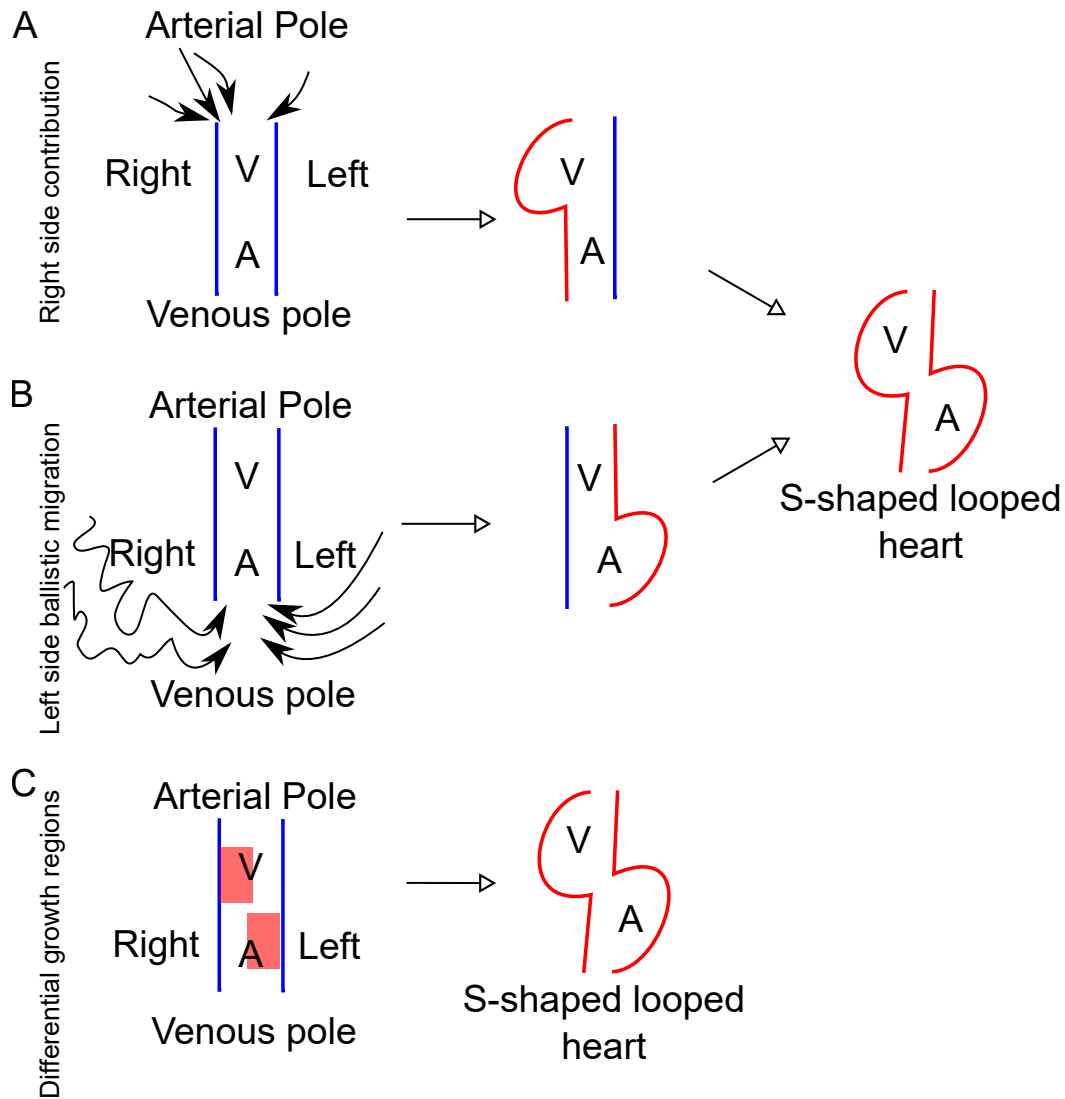 A
Right side contribution
Arterial Pole
Right
V
Left
A
Venous pole
V
A
B
Left side ballistic migration
Arterial Pole
V
Right
A
Left
Venous pole
V
A
V
A
S-shaped looped
heart
C
Differential growth regions
Arterial Pole
V
Right
A
Left
Venous pole
V
A
S-shaped looped
heart